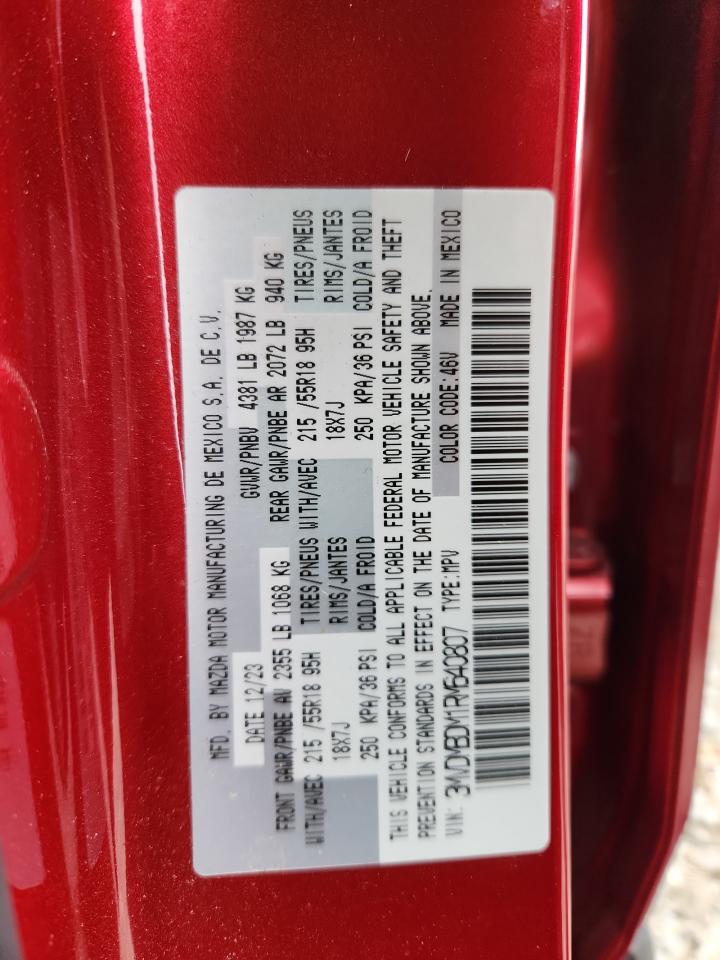 MFD. BY MAZDA MOTOR MANUFACTURING DE MEXICO S.A. DE C.V.
DATE 12/23 GVWR/PNBV 4381 LB 1987 KG
FRONT GAWR/PNBE AV 2355 LB 1068 KG REAR GAWR/PNBE AR 2072 LB 940 KG
WITH/AVEC 215 /55R18 95H TIRES/PNEUS WITH/AVEC 215 /55R18 95H TIRES/PNEUS
18X7J RIMS/JANTES 18X7J RIMS/JANTES
250 KPA/36 PSI COLD/A FROID 250 KPA/36 PSI COLD/A FROID
THIS VEHICLE CONFORMS TO ALL APPLICABLE FEDERAL MOTOR VEHICLE SAFETY AND THEFT
PREVENTION STANDARDS IN EFFECT ON THE DATE OF MANUFACTURE SHOWN ABOVE.
VIN: 3MVDMBDM1RM640807 TYPE:MPV COLOR CODE:46V MADE IN MEXICO